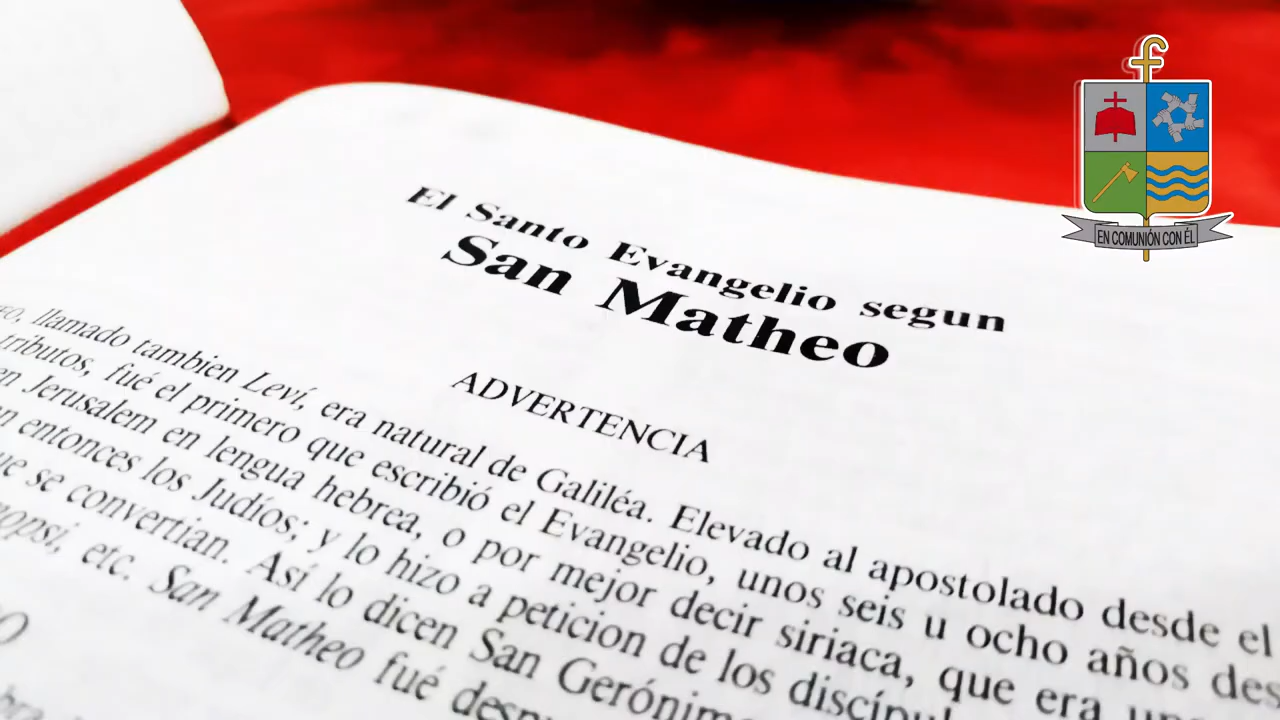 El Santo Evangelio segun
San Matheo
ADVERTENCIA
llamado tambien Leví, era natural de Galiléa. Elevado al apostolado desde el
tributos, fué el primero que escribió el Evangelio, unos seis u ocho años des
en Jerusalem en lengua hebrea, o por mejor decir siriaca, que era
entonces los Judíos; y lo hizo a peticion de los
que se convertian. Así lo dicen San
etc. San Matheo fué
EN COMUNIÓN CON ÉL